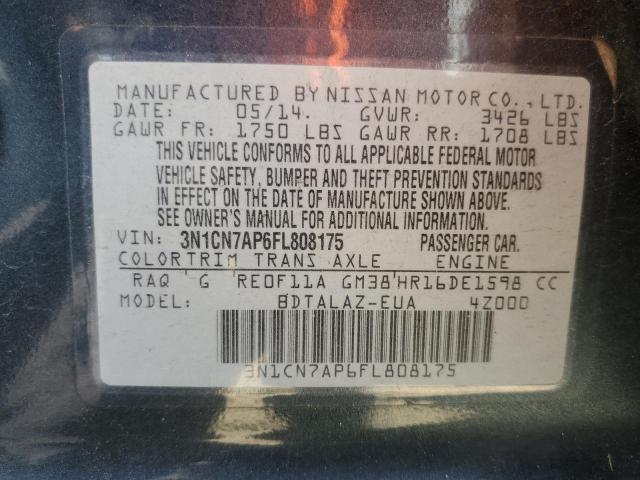 MANUFACTURED BY NISSAN MOTOR CO., LTD.
DATE: 05/14. GVWR: 3426 LBS
GAWR FR: 1750 LBS GAWR RR: 1708 LBS
THIS VEHICLE CONFORMS TO ALL APPLICABLE FEDERAL MOTOR
VEHICLE SAFETY, BUMPER AND THEFT PREVENTION STANDARDS
IN EFFECT ON THE DATE OF MANUFACTURE SHOWN ABOVE.
SEE OWNER'S MANUAL FOR ADDITIONAL INFORMATION.
VIN: 3N1CN7AP6FL808175 PASSENGER CAR.
COLOR TRIM TRANS AXLE ENGINE
RAQ ' G RE0F11A GM38'HR16DE1598 CC
MODEL: BDTALAZ-EUA 4Z000
3N1CN7AP6FL808175